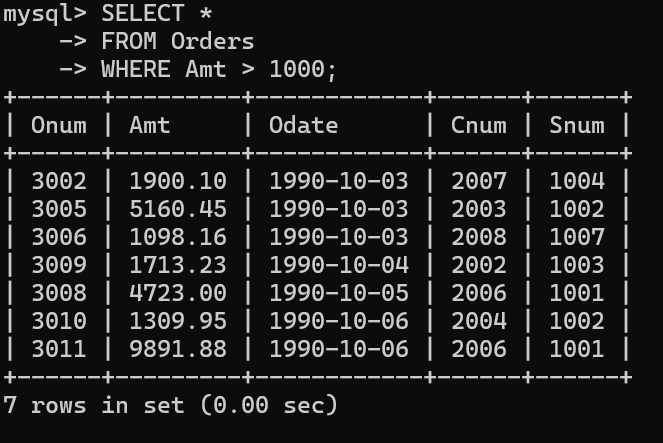 mysql> SELECT *
    -> FROM Orders
    -> WHERE Amt > 1000;
+------+---------+------------+------+------+
| Onum | Amt     | Odate      | Cnum | Snum |
+------+---------+------------+------+------+
| 3002 | 1900.10 | 1990-10-03 | 2007 | 1004 |
| 3005 | 5160.45 | 1990-10-03 | 2003 | 1002 |
| 3006 | 1098.16 | 1990-10-03 | 2008 | 1007 |
| 3009 | 1713.23 | 1990-10-04 | 2002 | 1003 |
| 3008 | 4723.00 | 1990-10-05 | 2006 | 1001 |
| 3010 | 1309.95 | 1990-10-06 | 2004 | 1002 |
| 3011 | 9891.88 | 1990-10-06 | 2006 | 1001 |
+------+---------+------------+------+------+
7 rows in set (0.00 sec)